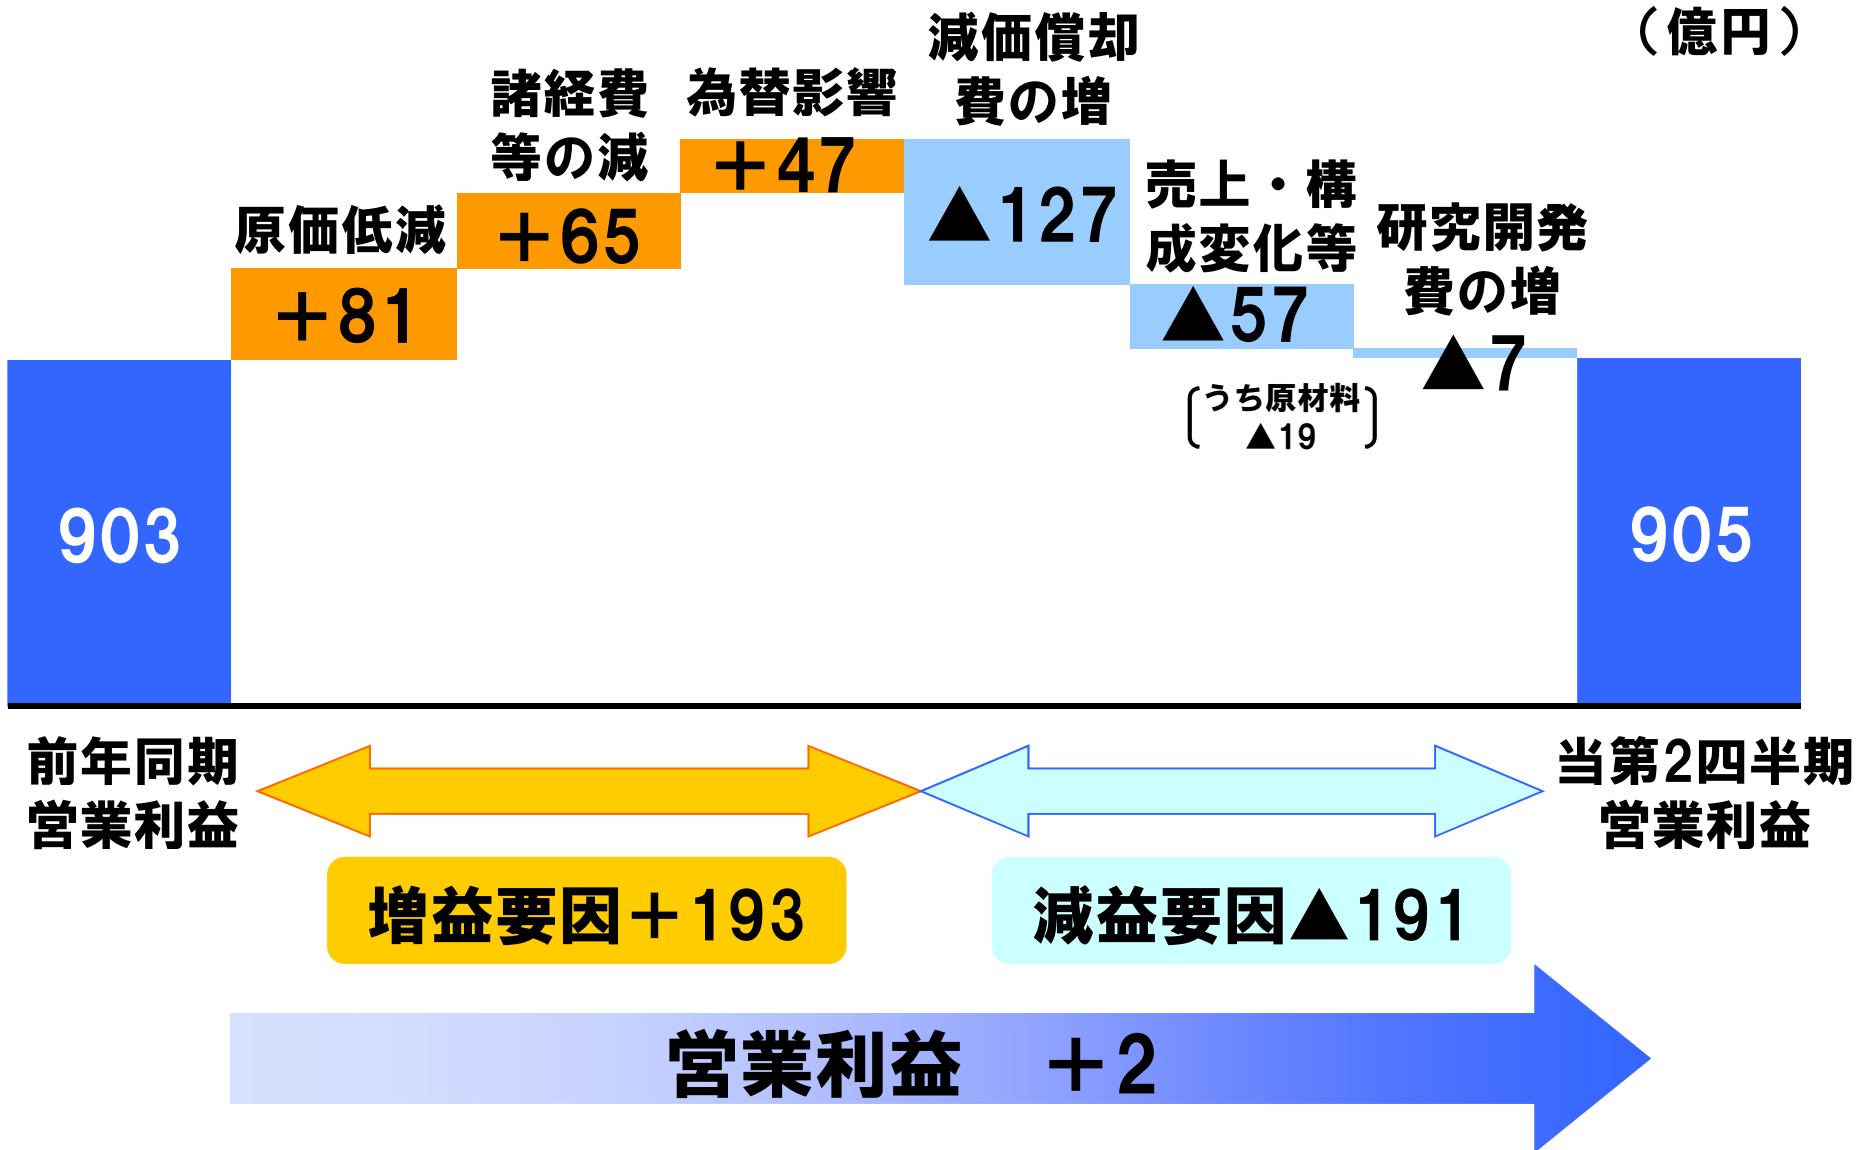 （億円）
原価低減
+81
諸経費
等の減
+65
為替影響
+47
減価償却
費の増
▲127
売上・構
成変化等
▲57
うち原材料
▲19
研究開発
費の増
▲7
903
905
前年同期
営業利益
当第2四半期
営業利益
増益要因+193
減益要因▲191
営業利益　+2